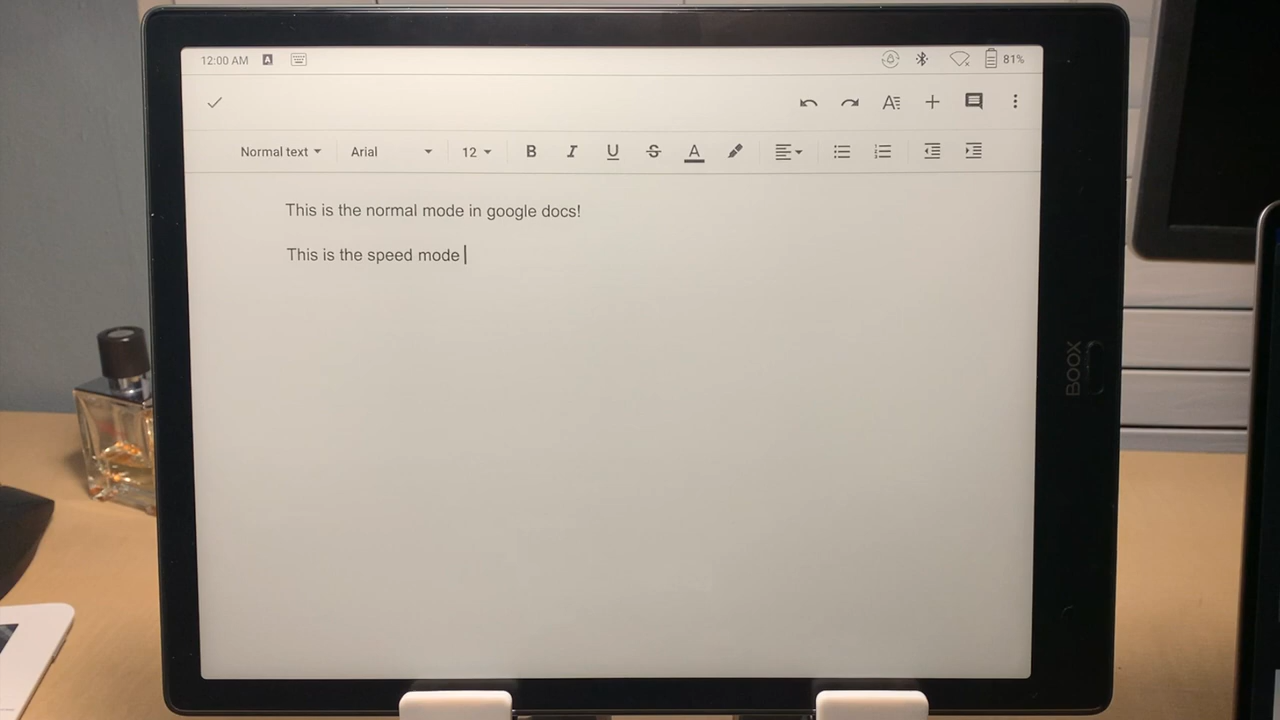 12:00 AM A 81%
Normal text Arial 12 B I U S A
This is the normal mode in google docs!
This is the speed mode
BOOX